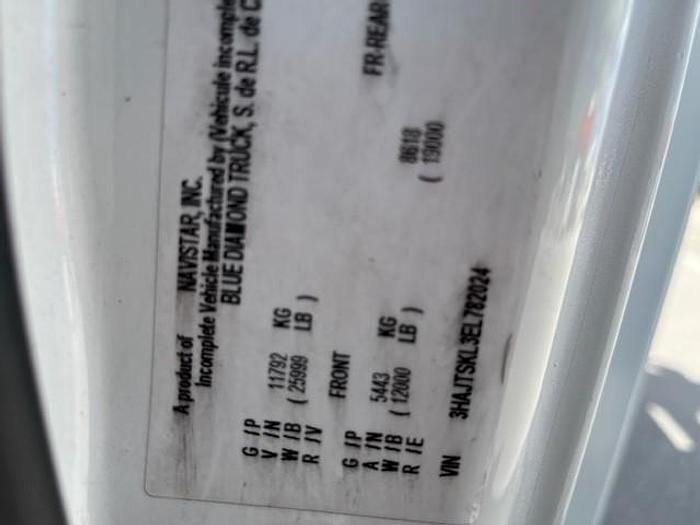 A product of NAVISTAR, INC.
Incomplete Vehicle Manufactured by (Vehicule incomple
BLUE DIAMOND TRUCK, S. de R.L. de C
G /P
V /N 11792 KG
W /B ( 25999 LB )
R /V
FRONT FR-REAR
G /P
A /N 5443 KG 8618
W /B ( 12000 LB ) ( 19000
R /E
VIN 3HAJTSKL3EL782024